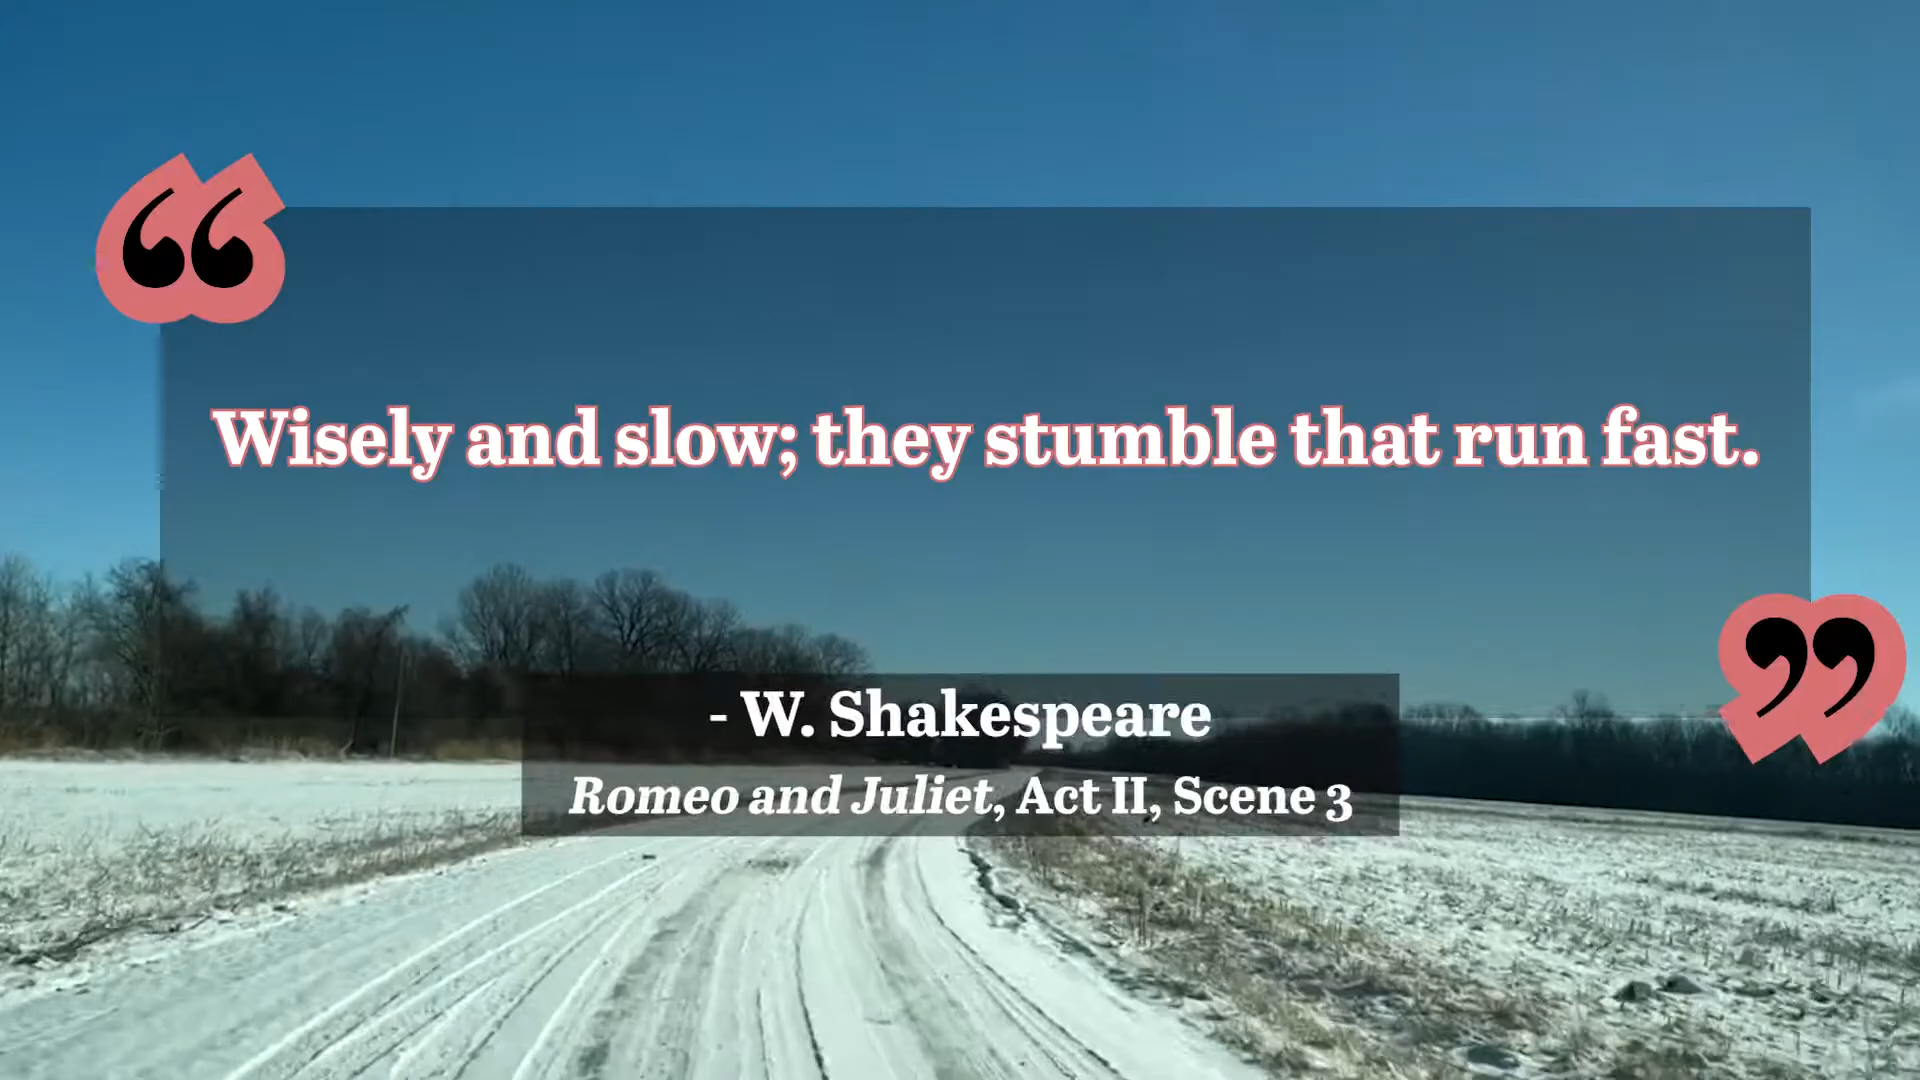 “
Wisely and slow; they stumble that run fast.
”
- W. Shakespeare
Romeo and Juliet, Act II, Scene 3